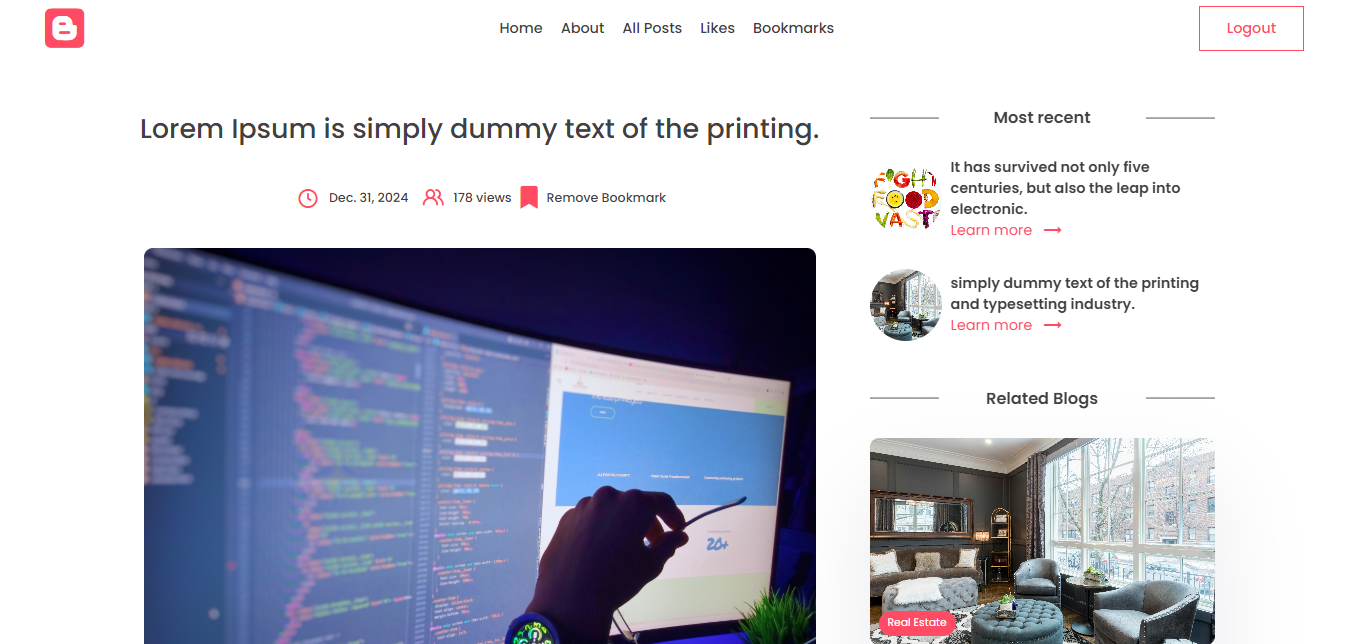 Home About All Posts Likes Bookmarks Logout
Lorem Ipsum is simply dummy text of the printing.
Dec. 31, 2024 178 views Remove Bookmark
20+
Most recent
FIGHT
FOOD
VAST
It has survived not only five
centuries, but also the leap into
electronic.
Learn more
simply dummy text of the printing
and typesetting industry.
Learn more
Related Blogs
Real Estate